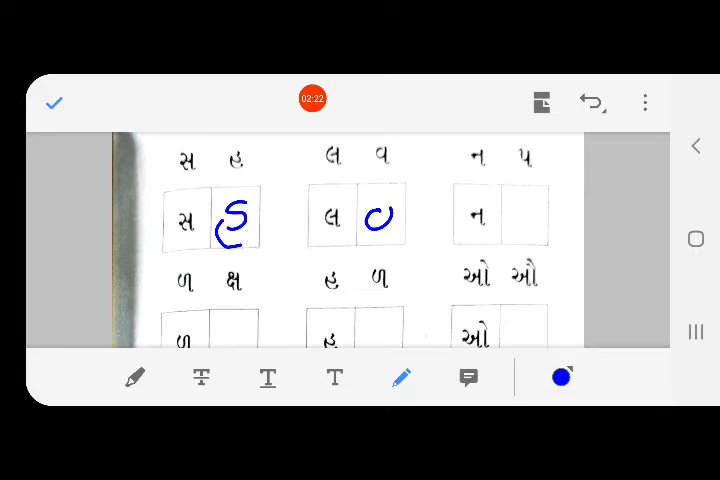 02:22
સ હ લ વ ન પ
સ હ લ ન
ળ ક્ષ હ ળ ઓ ઔ
ળ હ ઓ